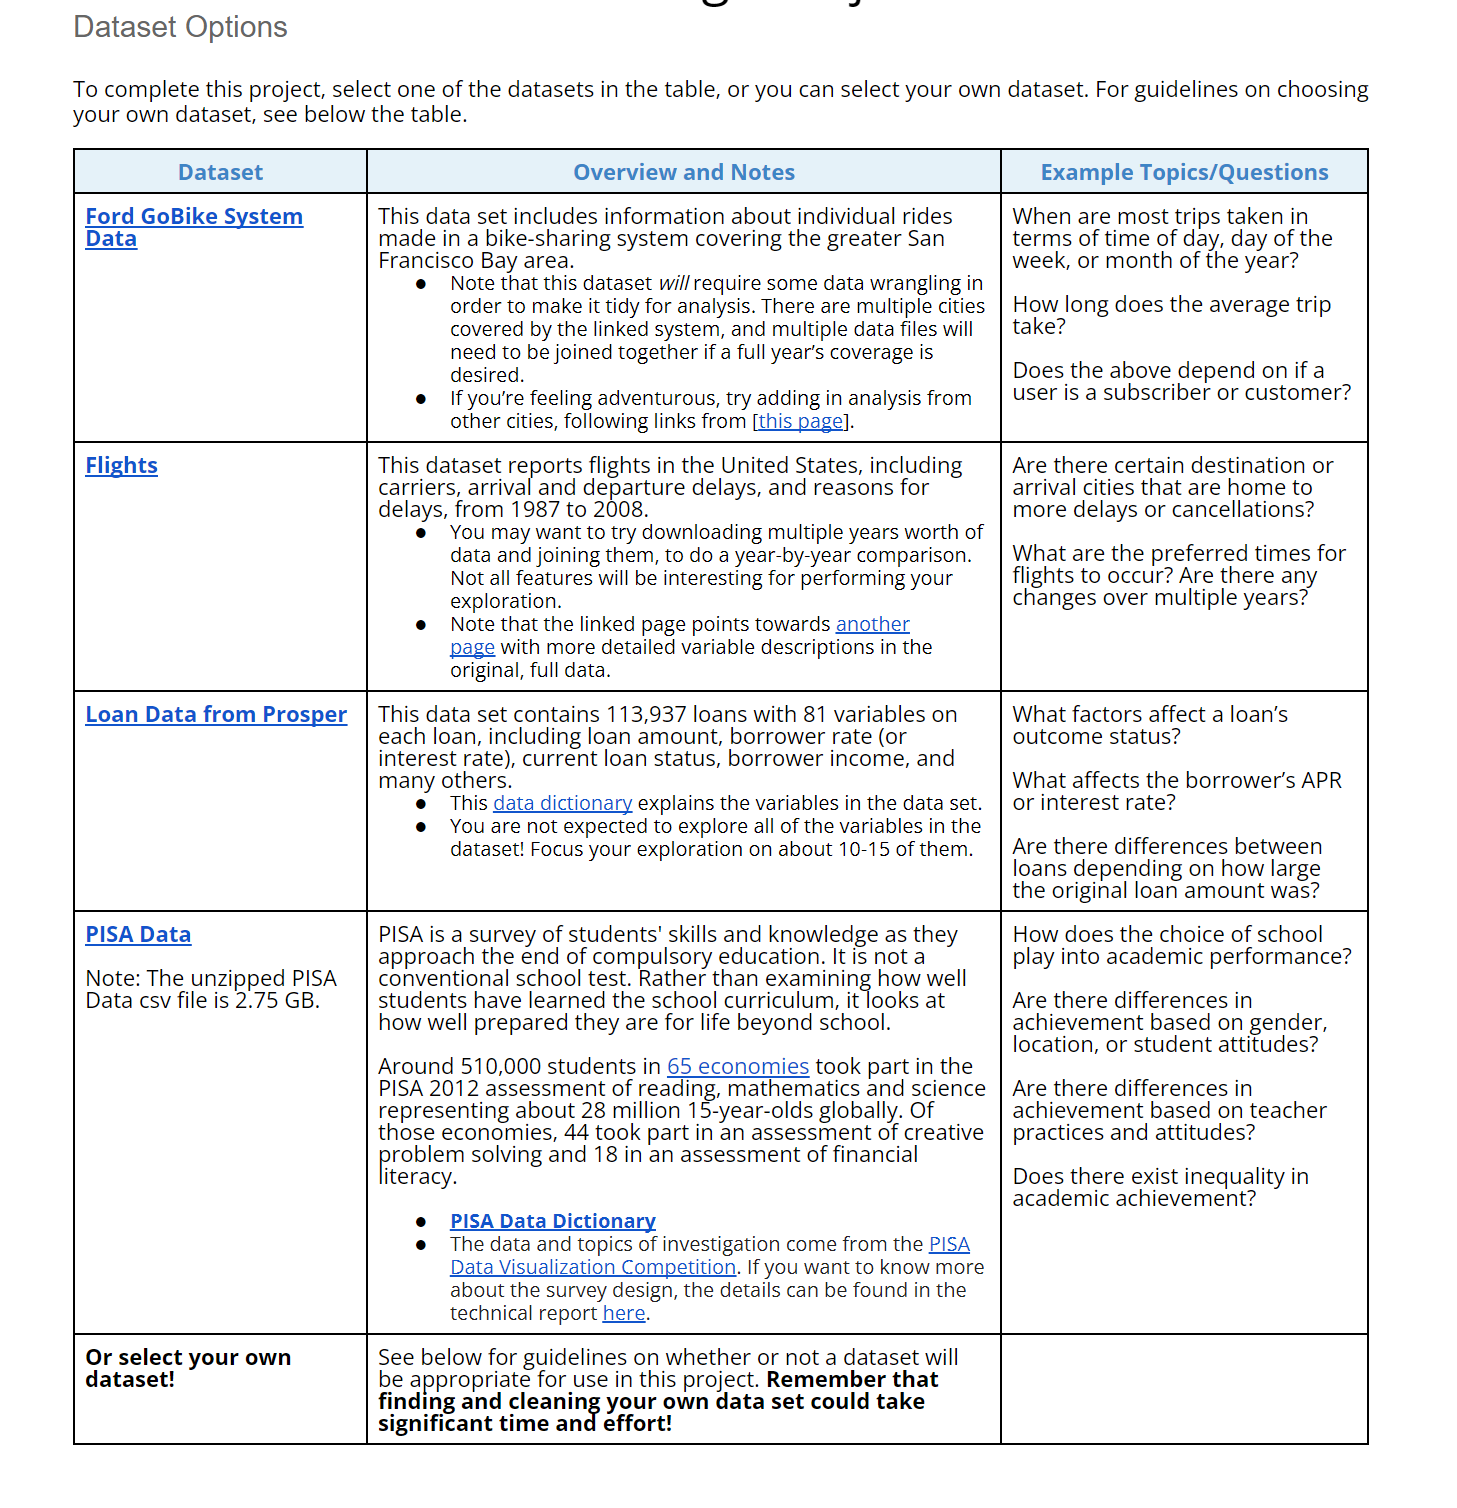 Dataset Options
To complete this project, select one of the datasets in the table, or you can select your own dataset. For guidelines on choosing
your own dataset, see below the table.
Dataset
Overview and Notes
Example Topics/Questions
Ford GoBike System
Data
This data set includes information about individual rides
made in a bike-sharing system covering the greater San
Francisco Bay area.
● Note that this dataset will require some data wrangling in
order to make it tidy for analysis. There are multiple cities
covered by the linked system, and multiple data files will
need to be joined together if a full year’s coverage is
desired.
● If you’re feeling adventurous, try adding in analysis from
other cities, following links from [this page].
When are most trips taken in
terms of time of day, day of the
week, or month of the year?
How long does the average trip
take?
Does the above depend on if a
user is a subscriber or customer?
Flights
This dataset reports flights in the United States, including
carriers, arrival and departure delays, and reasons for
delays, from 1987 to 2008.
● You may want to try downloading multiple years worth of
data and joining them, to do a year-by-year comparison.
Not all features will be interesting for performing your
exploration.
● Note that the linked page points towards another
page with more detailed variable descriptions in the
original, full data.
Are there certain destination or
arrival cities that are home to
more delays or cancellations?
What are the preferred times for
flights to occur? Are there any
changes over multiple years?
Loan Data from Prosper
This data set contains 113,937 loans with 81 variables on
each loan, including loan amount, borrower rate (or
interest rate), current loan status, borrower income, and
many others.
● This data dictionary explains the variables in the data set.
● You are not expected to explore all of the variables in the
dataset! Focus your exploration on about 10-15 of them.
What factors affect a loan’s
outcome status?
What affects the borrower’s APR
or interest rate?
Are there differences between
loans depending on how large
the original loan amount was?
PISA Data
Note: The unzipped PISA
Data csv file is 2.75 GB.
PISA is a survey of students' skills and knowledge as they
approach the end of compulsory education. It is not a
conventional school test. Rather than examining how well
students have learned the school curriculum, it looks at
how well prepared they are for life beyond school.
Around 510,000 students in 65 economies took part in the
PISA 2012 assessment of reading, mathematics and science
representing about 28 million 15-year-olds globally. Of
those economies, 44 took part in an assessment of creative
problem solving and 18 in an assessment of financial
literacy.
● PISA Data Dictionary
● The data and topics of investigation come from the PISA
Data Visualization Competition. If you want to know more
about the survey design, the details can be found in the
technical report here.
How does the choice of school
play into academic performance?
Are there differences in
achievement based on gender,
location, or student attitudes?
Are there differences in
achievement based on teacher
practices and attitudes?
Does there exist inequality in
academic achievement?
Or select your own
dataset!
See below for guidelines on whether or not a dataset will
be appropriate for use in this project. Remember that
finding and cleaning your own data set could take
significant time and effort!